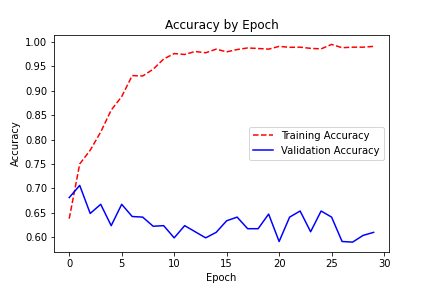 Accuracy by Epoch
1.00
0.95
0.90
0.85
0.80
0.75
0.70
0.65
0.60
Accuracy
Training Accuracy
Validation Accuracy
0 5 10 15 20 25 30
Epoch